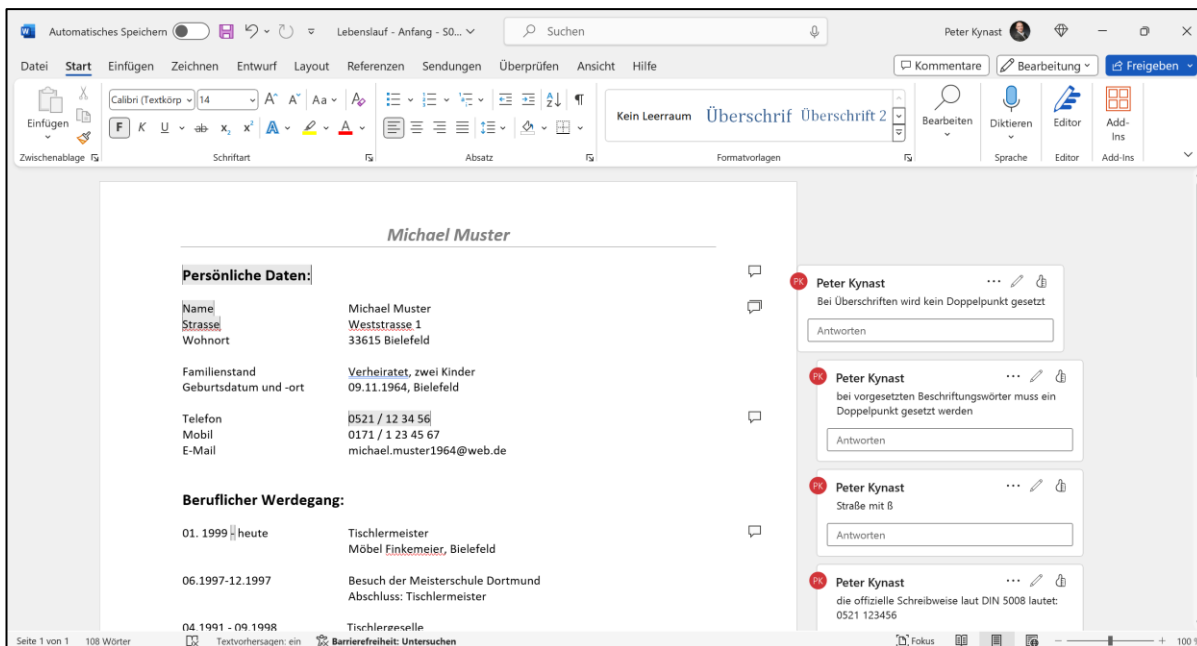 Automatisches Speichern Lebenslauf - Anfang - S0... Suchen Peter Kynast
Datei Start Einfügen Zeichnen Entwurf Layout Referenzen Sendungen Überprüfen Ansicht Hilfe Kommentare Bearbeitung Freigeben
Einfügen
Calibri (Textkörp 14 A A Aa A
F K U ab x₂ x² A A
Kein Leerraum Überschrif Überschrift 2
Bearbeiten Diktieren Editor Add-Ins
Zwischenablage Schriftart Absatz Formatvorlagen Sprache Editor Add-Ins
Michael Muster
Persönliche Daten:
Name Michael Muster
Strasse Weststrasse 1
Wohnort 33615 Bielefeld
Familienstand Verheiratet, zwei Kinder
Geburtsdatum und -ort 09.11.1964, Bielefeld
Telefon 0521 / 12 34 56
Mobil 0171 / 1 23 45 67
E-Mail michael.muster1964@web.de
Beruflicher Werdegang:
01. 1999 - heute Tischlermeister
Möbel Finkemeier, Bielefeld
06.1997-12.1997 Besuch der Meisterschule Dortmund
Abschluss: Tischlermeister
04.1991 - 09.1998 Tischlergeselle
PK Peter Kynast
Bei Überschriften wird kein Doppelpunkt gesetzt
Antworten
PK Peter Kynast
bei vorgesetzten Beschriftungswörter muss ein
Doppelpunkt gesetzt werden
Antworten
PK Peter Kynast
Straße mit ß
Antworten
PK Peter Kynast
die offizielle Schreibweise laut DIN 5008 lautet:
0521 123456
Seite 1 von 1 108 Wörter Textvorhersagen: ein Barrierefreiheit: Untersuchen Fokus 100 %